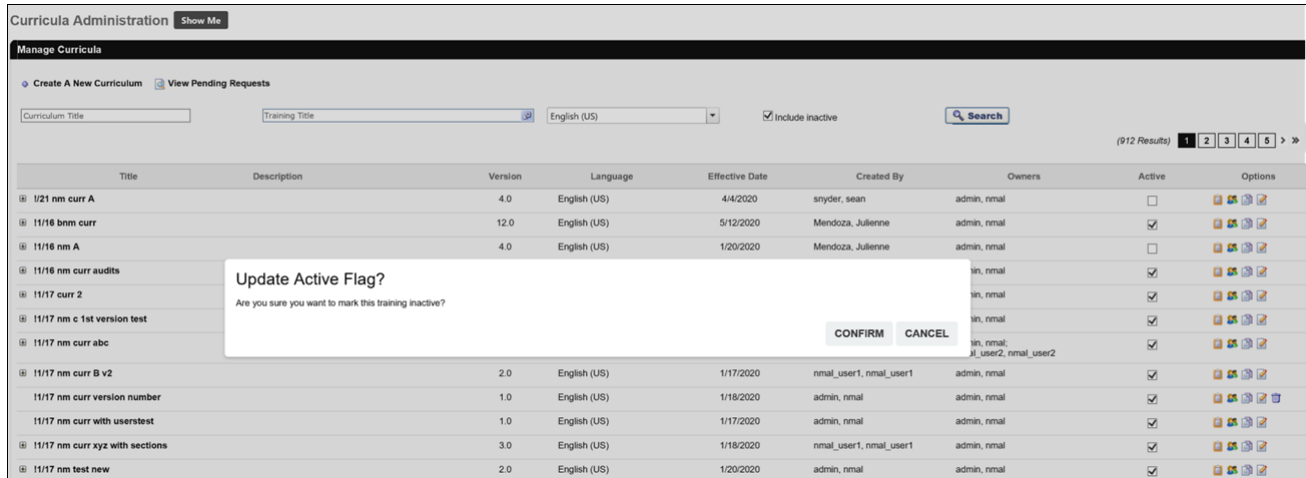 Curricula Administration Show Me
Manage Curricula
Create A New Curriculum View Pending Requests
Curriculum Title Training Title English (US) Include inactive Search
(912 Results) 1 2 3 4 5 > »
Title Description Version Language Effective Date Created By Owners Active Options
!/21 nm curr A 4.0 English (US) 4/4/2020 snyder, sean admin, nmal
!1/16 bnm curr 12.0 English (US) 5/12/2020 Mendoza, Julienne admin, nmal
!1/16 nm A 4.0 English (US) 1/20/2020 Mendoza, Julienne admin, nmal
!1/16 nm curr audits nmal
Update Active Flag?
!1/17 curr 2 nmal
Are you sure you want to mark this training inactive?
!1/17 nm c 1st version test nmal
CONFIRM CANCEL
!1/17 nm curr abc nmal;
nmal_user2
!1/17 nm curr B v2 2.0 English (US) 1/17/2020 nmal_user1, nmal_user1 admin, nmal
!1/17 nm curr version number 1.0 English (US) 1/18/2020 admin, nmal admin, nmal
!1/17 nm curr with userstest 1.0 English (US) 1/17/2020 admin, nmal admin, nmal
!1/17 nm curr xyz with sections 3.0 English (US) 1/18/2020 nmal_user1, nmal_user1 admin, nmal
!1/17 nm test new 2.0 English (US) 1/20/2020 admin, nmal admin, nmal